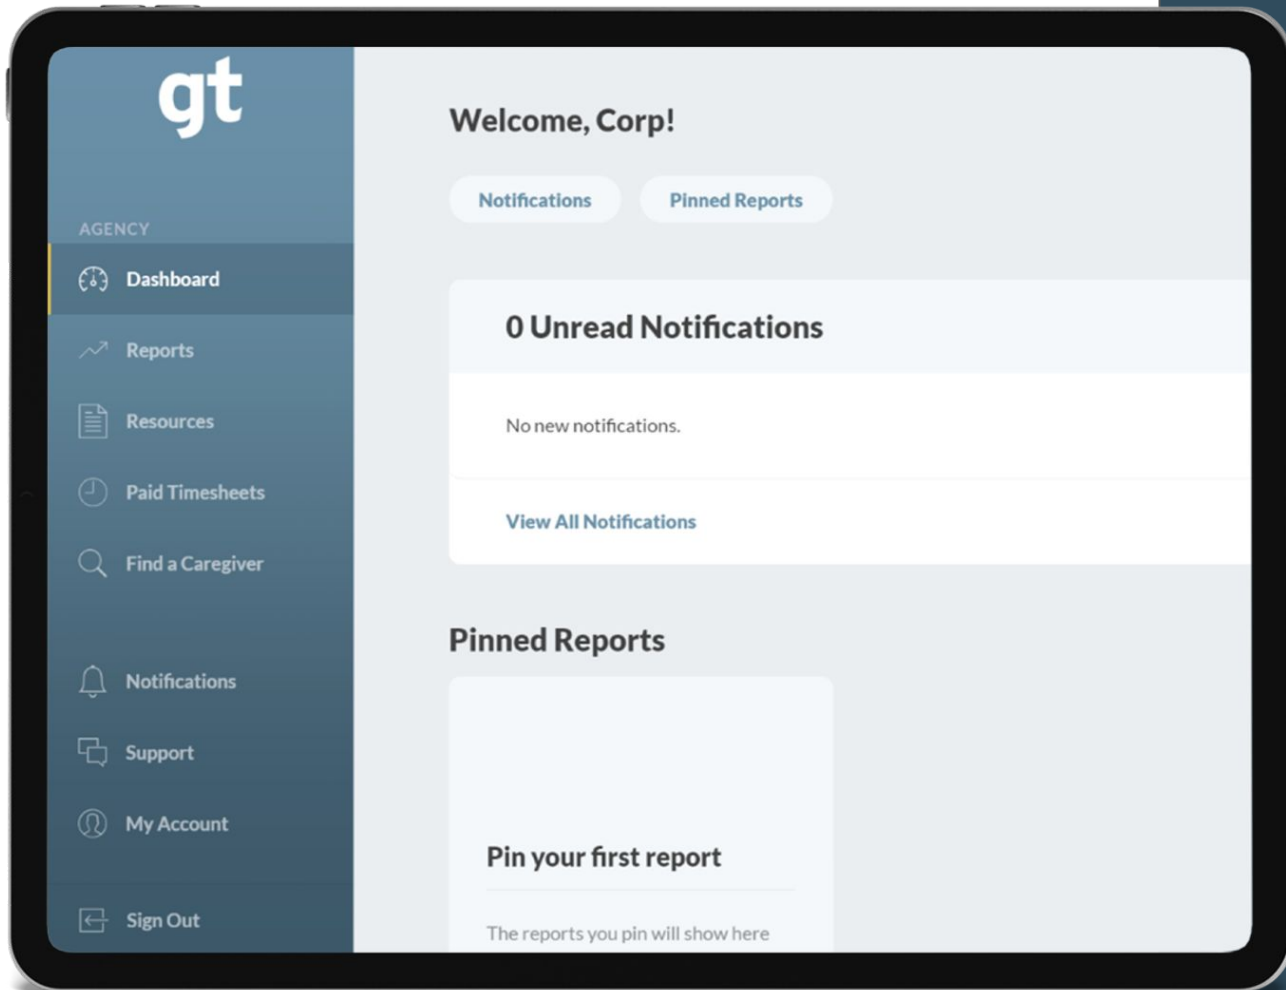 gt
AGENCY
Dashboard
Reports
Resources
Paid Timesheets
Find a Caregiver
Notifications
Support
My Account
Sign Out
Welcome, Corp!
Notifications
Pinned Reports
0 Unread Notifications
No new notifications.
View All Notifications
Pinned Reports
Pin your first report
The reports you pin will show here